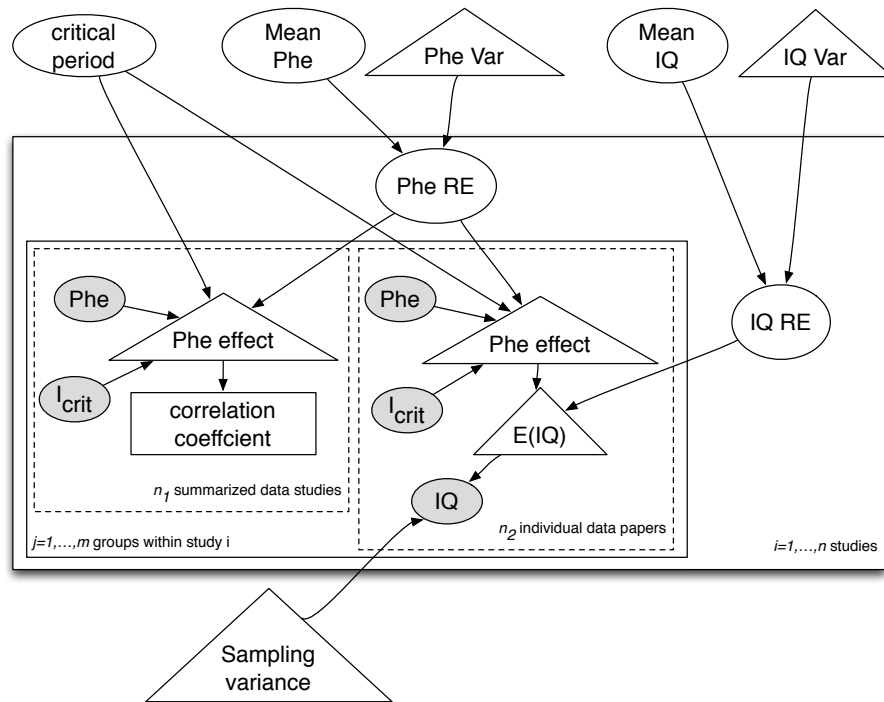 critical
period
Mean
Phe
Phe Var
Mean
IQ
IQ Var
Phe RE
Phe
Phe effect
I crit
correlation
coeffcient
n1 summarized data studies
Phe
Phe effect
I crit
E(IQ)
IQ
n2 individual data papers
IQ RE
j=1,...,m groups within study i
i=1,...,n studies
Sampling
variance